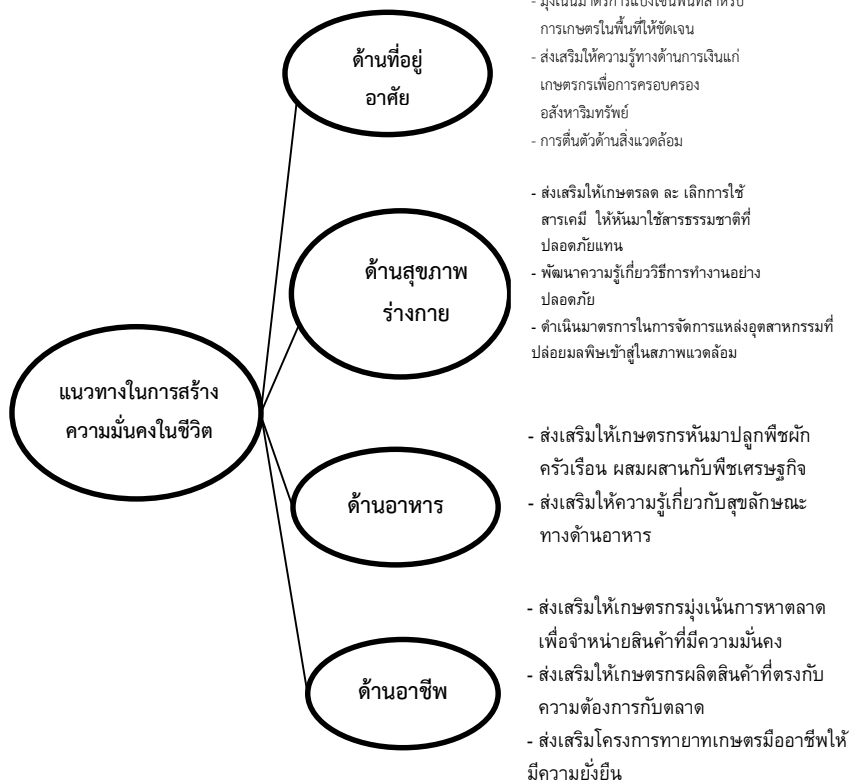 - มุ่งเน้นมาตรการแบ่งเขตพื้นที่สำหรับ
การเกษตรในพื้นที่ให้ชัดเจน
- ส่งเสริมให้ความรู้ทางด้านการเงินแก่
เกษตรกรเพื่อการครอบครอง
อสังหาริมทรัพย์
- การตื่นตัวด้านสิ่งแวดล้อม
ด้านที่อยู่
อาศัย
- ส่งเสริมให้เกษตรลด ละ เลิกการใช้
สารเคมี ให้หันมาใช้สารธรรมชาติที่
ปลอดภัยแทน
- พัฒนาความรู้เกี่ยววิธีการทำงานอย่าง
ปลอดภัย
- ดำเนินมาตรการในการจัดการแหล่งอุตสาหกรรมที่
ปล่อยมลพิษเข้าสู่ในสภาพแวดล้อม
ด้านสุขภาพ
ร่างกาย
แนวทางในการสร้าง
ความมั่นคงในชีวิต
- ส่งเสริมให้เกษตรกรหันมาปลูกพืชผัก
ครัวเรือน ผสมผสานกับพืชเศรษฐกิจ
- ส่งเสริมให้ความรู้เกี่ยวกับสุขลักษณะ
ทางด้านอาหาร
ด้านอาหาร
- ส่งเสริมให้เกษตรกรมุ่งเน้นการหาตลาด
เพื่อจำหน่ายสินค้าที่มีความมั่นคง
- ส่งเสริมให้เกษตรกรผลิตสินค้าที่ตรงกับ
ความต้องการกับตลาด
- ส่งเสริมโครงการทายาทเกษตรมืออาชีพให้
มีความยั่งยืน
ด้านอาชีพ